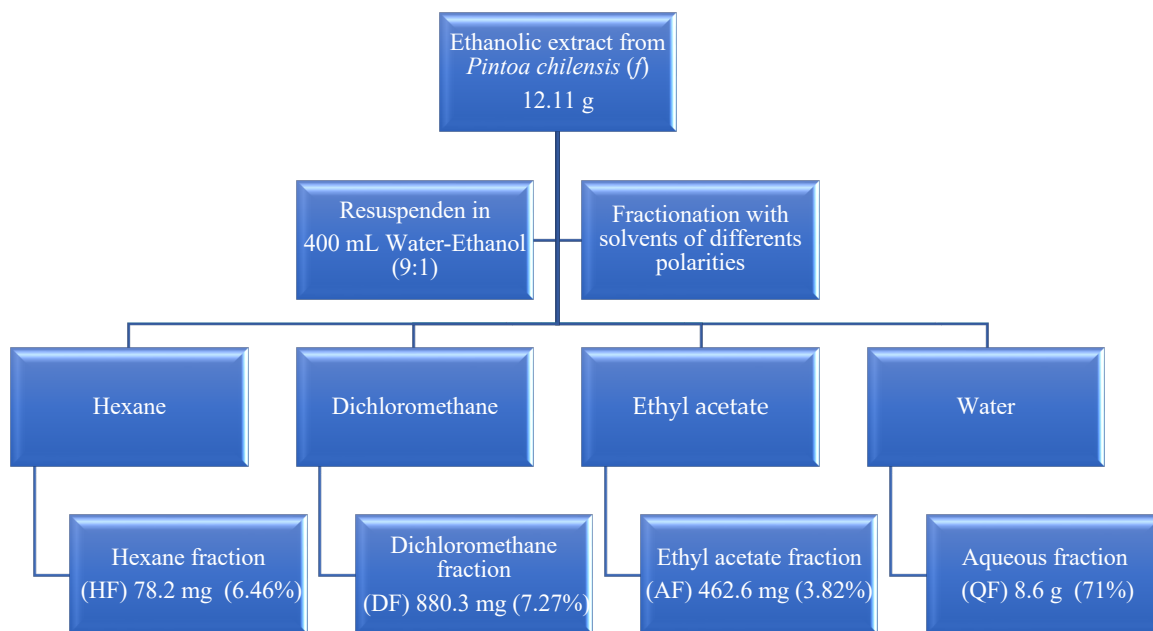 Ethanolic extract from
Pintoa chilensis (f)
12.11 g
Resuspenden in
400 mL Water-Ethanol
(9:1)
Fractionation with
solvents of differents
polarities
Hexane
Dichloromethane
Ethyl acetate
Water
Hexane fraction
(HF) 78.2 mg (6.46%)
Dichloromethane
fraction
(DF) 880.3 mg (7.27%)
Ethyl acetate fraction
(AF) 462.6 mg (3.82%)
Aqueous fraction
(QF) 8.6 g (71%)